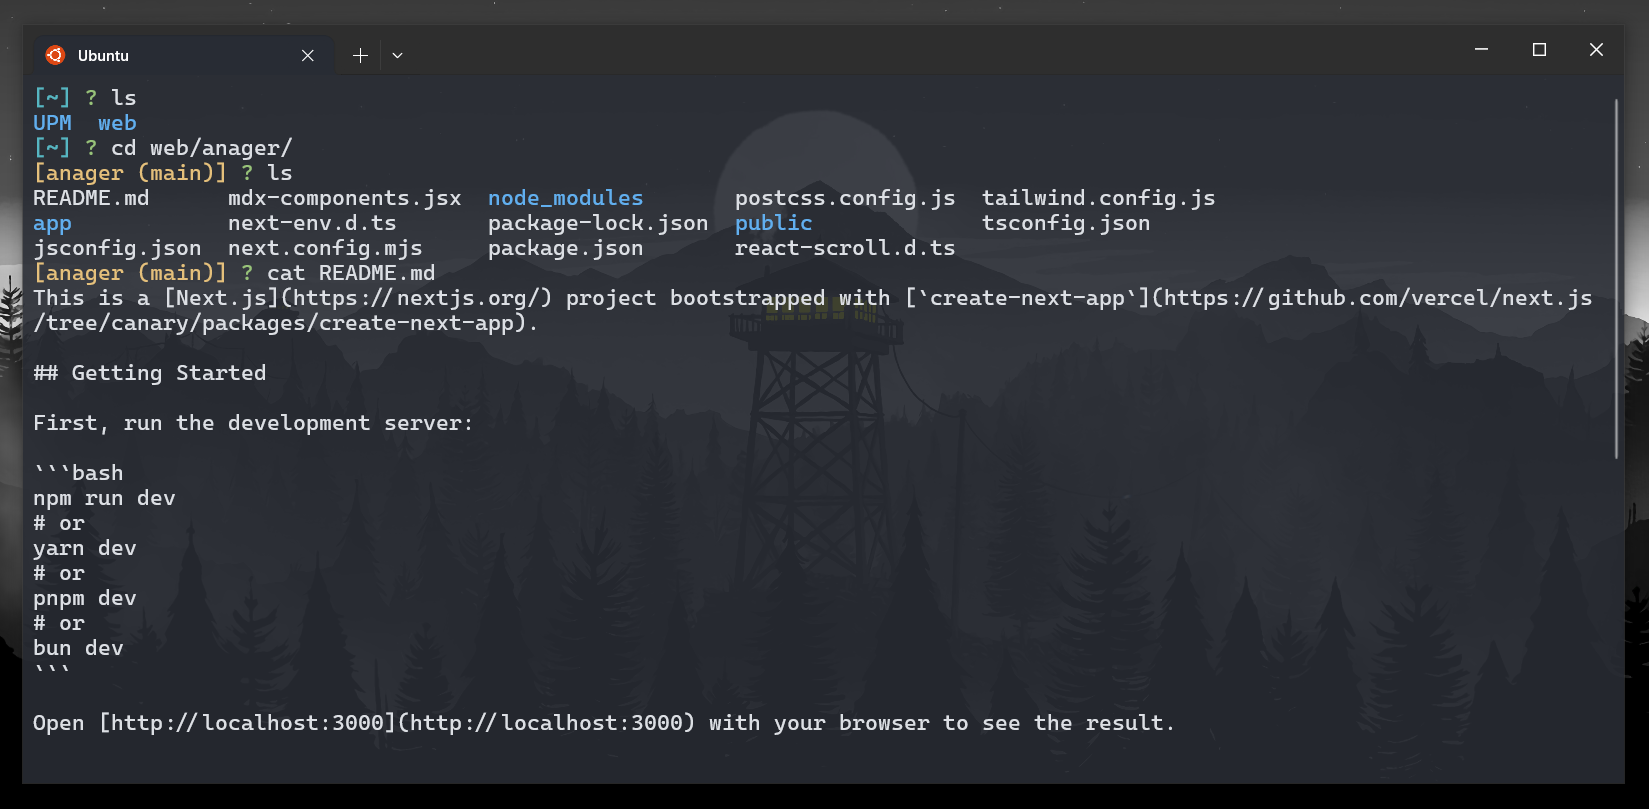 Ubuntu
[~] ? ls
UPM  web
[~] ? cd web/anager/
[anager (main)] ? ls
README.md      mdx-components.jsx  node_modules       postcss.config.js  tailwind.config.js
app            next-env.d.ts       package-lock.json  public             tsconfig.json
jsconfig.json  next.config.mjs     package.json       react-scroll.d.ts
[anager (main)] ? cat README.md
This is a [Next.js](https://nextjs.org/) project bootstrapped with [`create-next-app`](https://github.com/vercel/next.js
/tree/canary/packages/create-next-app).
## Getting Started
First, run the development server:
```bash
npm run dev
# or
yarn dev
# or
pnpm dev
# or
bun dev
```
Open [http://localhost:3000](http://localhost:3000) with your browser to see the result.